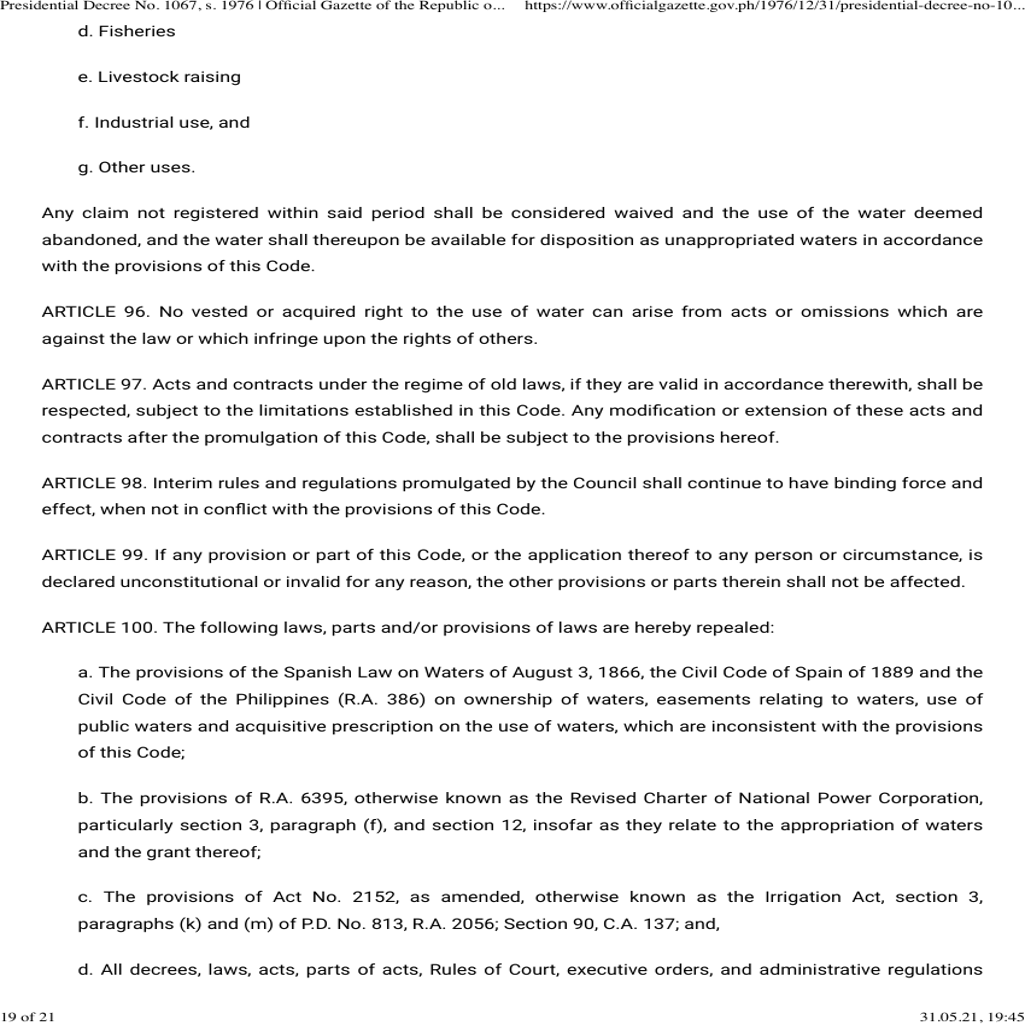 Presidential Decree No. 1067, s. 1976 | Official Gazette of the Republic o... https://www.officialgazette.gov.ph/1976/12/31/presidential-decree-no-10...
d. Fisheries
e. Livestock raising
f. Industrial use, and
g. Other uses.
Any claim not registered within said period shall be considered waived and the use of the water deemed
abandoned, and the water shall thereupon be available for disposition as unappropriated waters in accordance
with the provisions of this Code.
ARTICLE 96. No vested or acquired right to the use of water can arise from acts or omissions which are
against the law or which infringe upon the rights of others.
ARTICLE 97. Acts and contracts under the regime of old laws, if they are valid in accordance therewith, shall be
respected, subject to the limitations established in this Code. Any modification or extension of these acts and
contracts after the promulgation of this Code, shall be subject to the provisions hereof.
ARTICLE 98. Interim rules and regulations promulgated by the Council shall continue to have binding force and
effect, when not in conflict with the provisions of this Code.
ARTICLE 99. If any provision or part of this Code, or the application thereof to any person or circumstance, is
declared unconstitutional or invalid for any reason, the other provisions or parts therein shall not be affected.
ARTICLE 100. The following laws, parts and/or provisions of laws are hereby repealed:
a. The provisions of the Spanish Law on Waters of August 3, 1866, the Civil Code of Spain of 1889 and the
Civil Code of the Philippines (R.A. 386) on ownership of waters, easements relating to waters, use of
public waters and acquisitive prescription on the use of waters, which are inconsistent with the provisions
of this Code;
b. The provisions of R.A. 6395, otherwise known as the Revised Charter of National Power Corporation,
particularly section 3, paragraph (f), and section 12, insofar as they relate to the appropriation of waters
and the grant thereof;
c. The provisions of Act No. 2152, as amended, otherwise known as the Irrigation Act, section 3,
paragraphs (k) and (m) of P.D. No. 813, R.A. 2056; Section 90, C.A. 137; and,
d. All decrees, laws, acts, parts of acts, Rules of Court, executive orders, and administrative regulations
19 of 21 31.05.21, 19:45